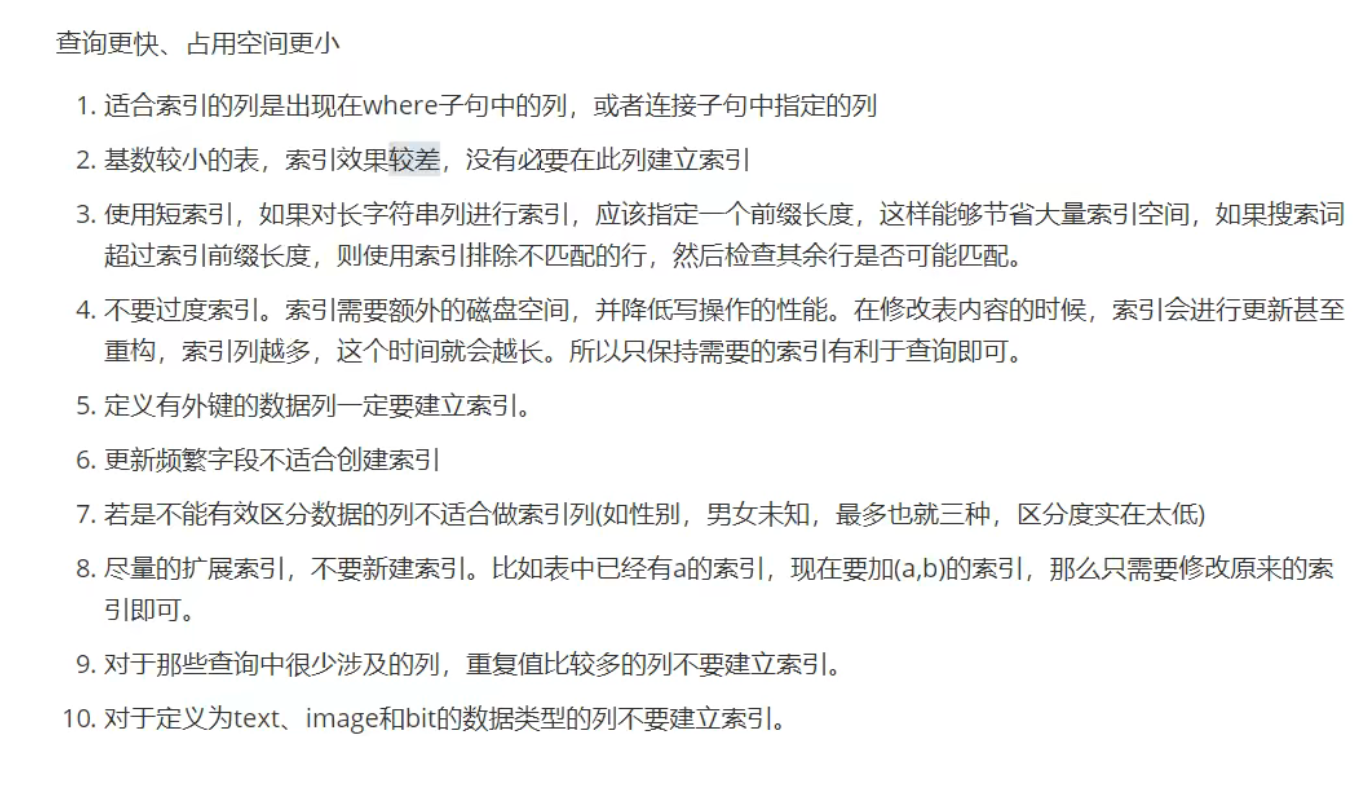 查询更快、占用空间更小
1. 适合索引的列是出现在where子句中的列，或者连接子句中指定的列
2. 基数较小的表，索引效果较差，没有必要在此列建立索引
3. 使用短索引，如果对长字符串列进行索引，应该指定一个前缀长度，这样能够节省大量索引空间，如果搜索词
超过索引前缀长度，则使用索引排除不匹配的行，然后检查其余行是否可能匹配。
4. 不要过度索引。索引需要额外的磁盘空间，并降低写操作的性能。在修改表内容的时候，索引会进行更新甚至
重构，索引列越多，这个时间就会越长。所以只保持需要的索引有利于查询即可。
5. 定义有外键的数据列一定要建立索引。
6. 更新频繁字段不适合创建索引
7. 若是不能有效区分数据的列不适合做索引列(如性别，男女未知，最多也就三种，区分度实在太低)
8. 尽量的扩展索引，不要新建索引。比如表中已经有a的索引，现在要加(a,b)的索引，那么只需要修改原来的索
引即可。
9. 对于那些查询中很少涉及的列，重复值比较多的列不要建立索引。
10. 对于定义为text、image和bit的数据类型的列不要建立索引。